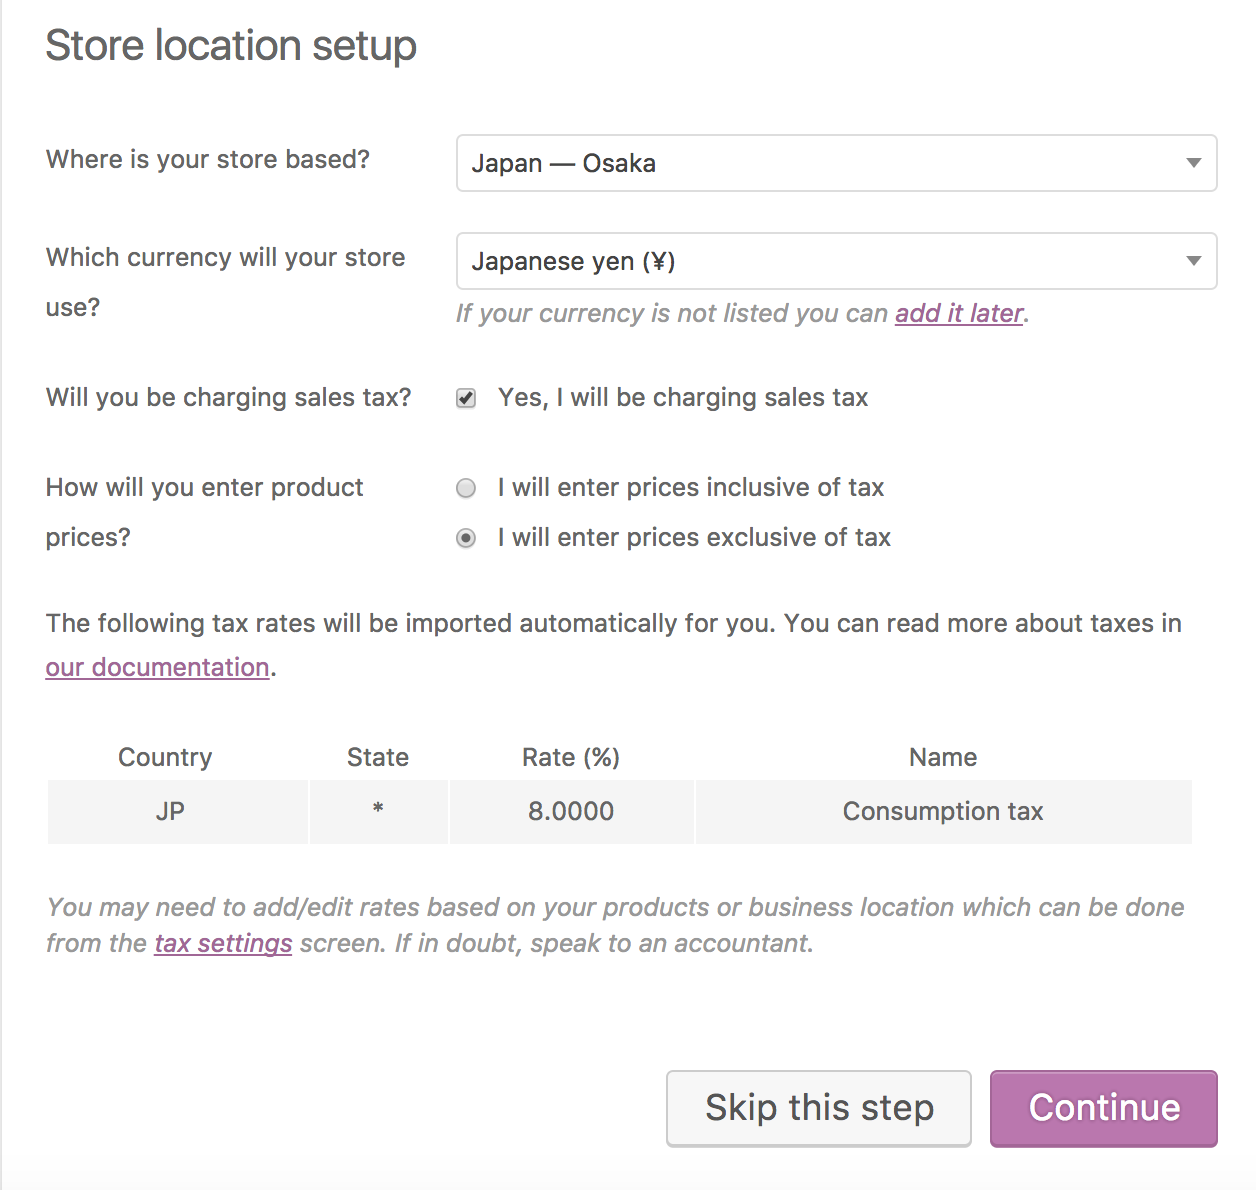 Store location setup
Where is your store based?
Japan — Osaka
Which currency will your store
use?
Japanese yen (¥)
If your currency is not listed you can add it later.
Will you be charging sales tax?
Yes, I will be charging sales tax
How will you enter product
prices?
I will enter prices inclusive of tax
I will enter prices exclusive of tax
The following tax rates will be imported automatically for you. You can read more about taxes in
our documentation.
Country State Rate (%) Name
JP * 8.0000 Consumption tax
You may need to add/edit rates based on your products or business location which can be done
from the tax settings screen. If in doubt, speak to an accountant.
Skip this step Continue